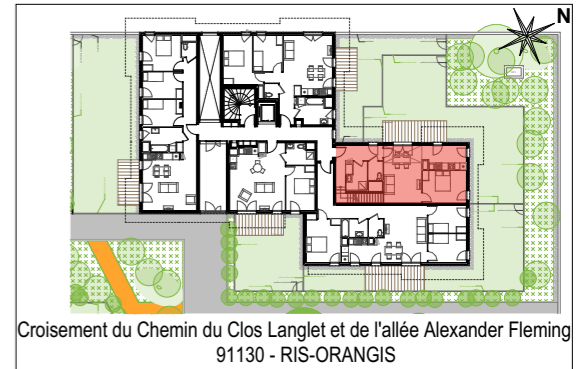 N
Croisement du Chemin du Clos Langlet et de l'allée Alexander Fleming
91130 - RIS-ORANGIS